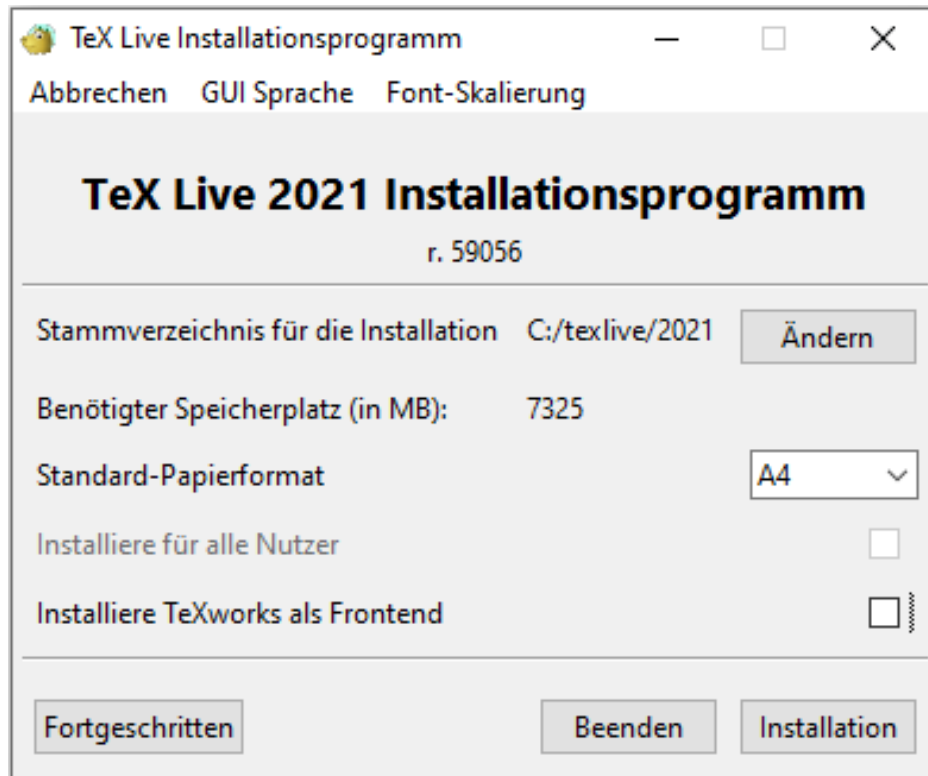 TeX Live Installationsprogramm
Abbrechen GUI Sprache Font-Skalierung
TeX Live 2021 Installationsprogramm
r. 59056
Stammverzeichnis für die Installation C:/texlive/2021 Ändern
Benötigter Speicherplatz (in MB): 7325
Standard-Papierformat A4
Installiere für alle Nutzer
Installiere TeXworks als Frontend
Fortgeschritten Beenden Installation